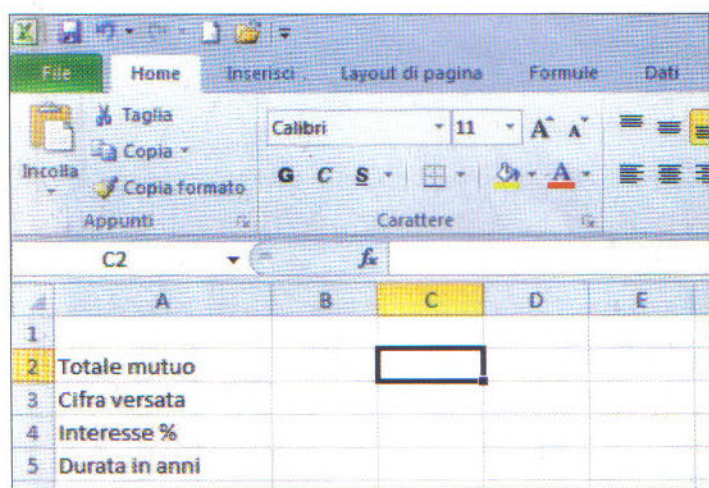 File Home Inserisci Layout di pagina Formule Dati
Taglia
Copia
Copia formato
Incolla
Calibri 11 A A
G C S A
Appunti Carattere
C2 fx
A B C D E
1
2 Totale mutuo
3 Cifra versata
4 Interesse %
5 Durata in anni